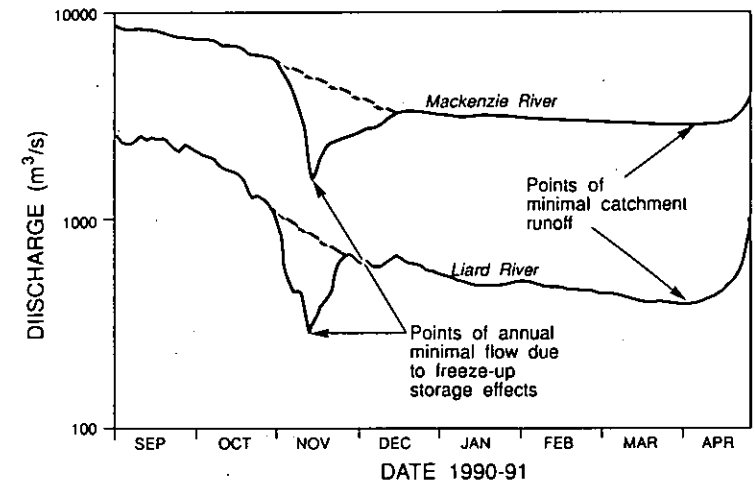 10000
1000
100
DIISCHARGE (m³/s)
Mackenzie River
Points of
minimal catchment
runoff
Liard River
Points of annual
minimal flow due
to freeze-up
storage effects
SEP OCT NOV DEC JAN FEB MAR APR
DATE 1990-91